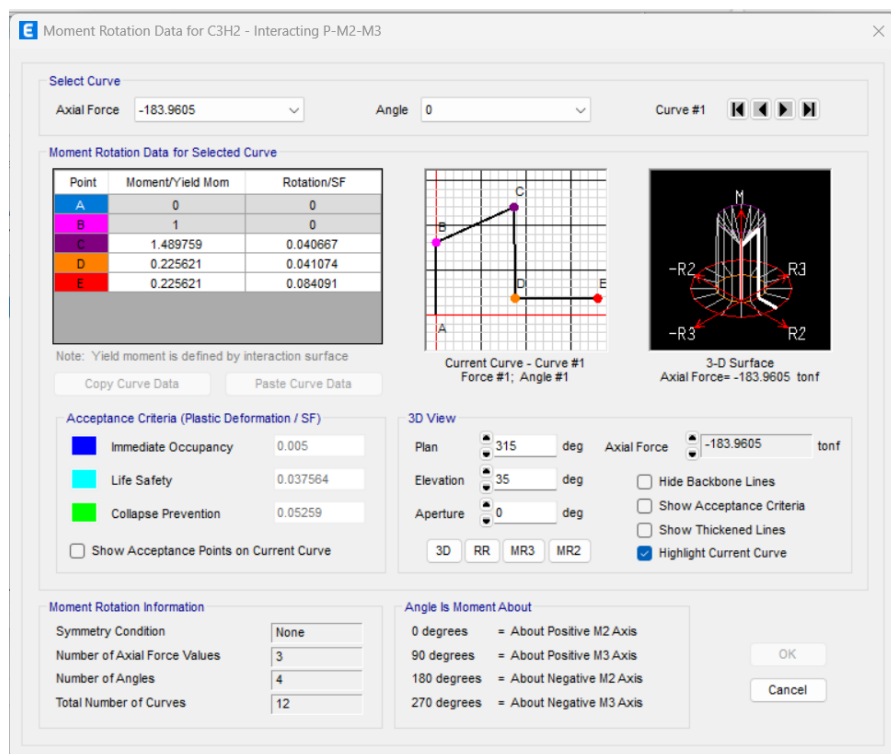 E Moment Rotation Data for C3H2 - Interacting P-M2-M3
Select Curve
Axial Force -183.9605 Angle 0 Curve #1
Moment Rotation Data for Selected Curve
Point Moment/Yield Mom Rotation/SF
A 0 0
B 1 0
C 1.489759 0.040667
D 0.225621 0.041074
E 0.225621 0.084091
Note: Yield moment is defined by interaction surface
Copy Curve Data Paste Curve Data
A
B
C
D
E
Current Curve - Curve #1
Force #1; Angle #1
M
-R2 R3
-R3 R2
3-D Surface
Axial Force= -183.9605 tonf
Acceptance Criteria (Plastic Deformation / SF)
Immediate Occupancy 0.005
Life Safety 0.037564
Collapse Prevention 0.05259
Show Acceptance Points on Current Curve
3D View
Plan 315 deg Axial Force -183.9605 tonf
Elevation 35 deg
Aperture 0 deg
3D RR MR3 MR2
Hide Backbone Lines
Show Acceptance Criteria
Show Thickened Lines
Highlight Current Curve
Moment Rotation Information
Symmetry Condition None
Number of Axial Force Values 3
Number of Angles 4
Total Number of Curves 12
Angle Is Moment About
0 degrees = About Positive M2 Axis
90 degrees = About Positive M3 Axis
180 degrees = About Negative M2 Axis
270 degrees = About Negative M3 Axis
OK
Cancel